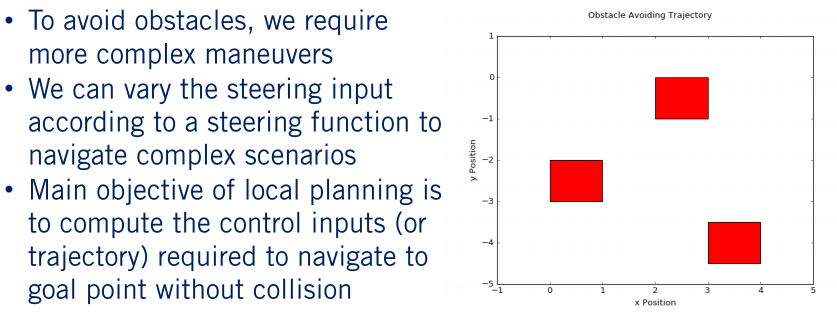 • To avoid obstacles, we require
more complex maneuvers
• We can vary the steering input
according to a steering function to
navigate complex scenarios
• Main objective of local planning is
to compute the control inputs (or
trajectory) required to navigate to
goal point without collision
Obstacle Avoiding Trajectory
y Position
1
0
−1
−2
−3
−4
−5
−1 0 1 2 3 4 5
x Position